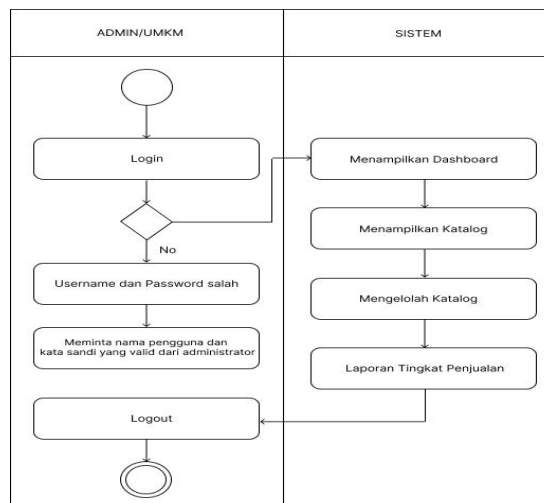 ADMIN/UMKM
SISTEM
Login
Menampilkan Dashboard
Menampilkan Katalog
No
Username dan Password salah
Mengelolah Katalog
Meminta nama pengguna dan
kata sandi yang valid dari administrator
Laporan Tingkat Penjualan
Logout